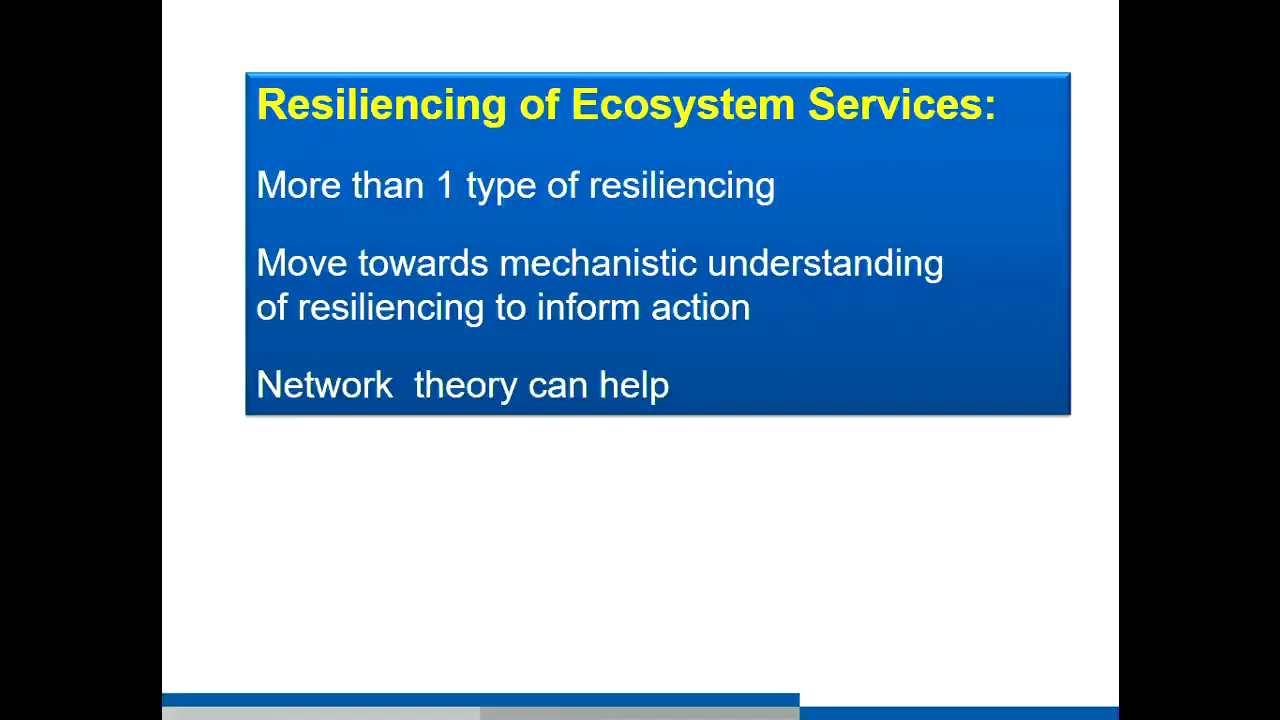 Resiliencing of Ecosystem Services:
More than 1 type of resiliencing
Move towards mechanistic understanding
of resiliencing to inform action
Network  theory can help